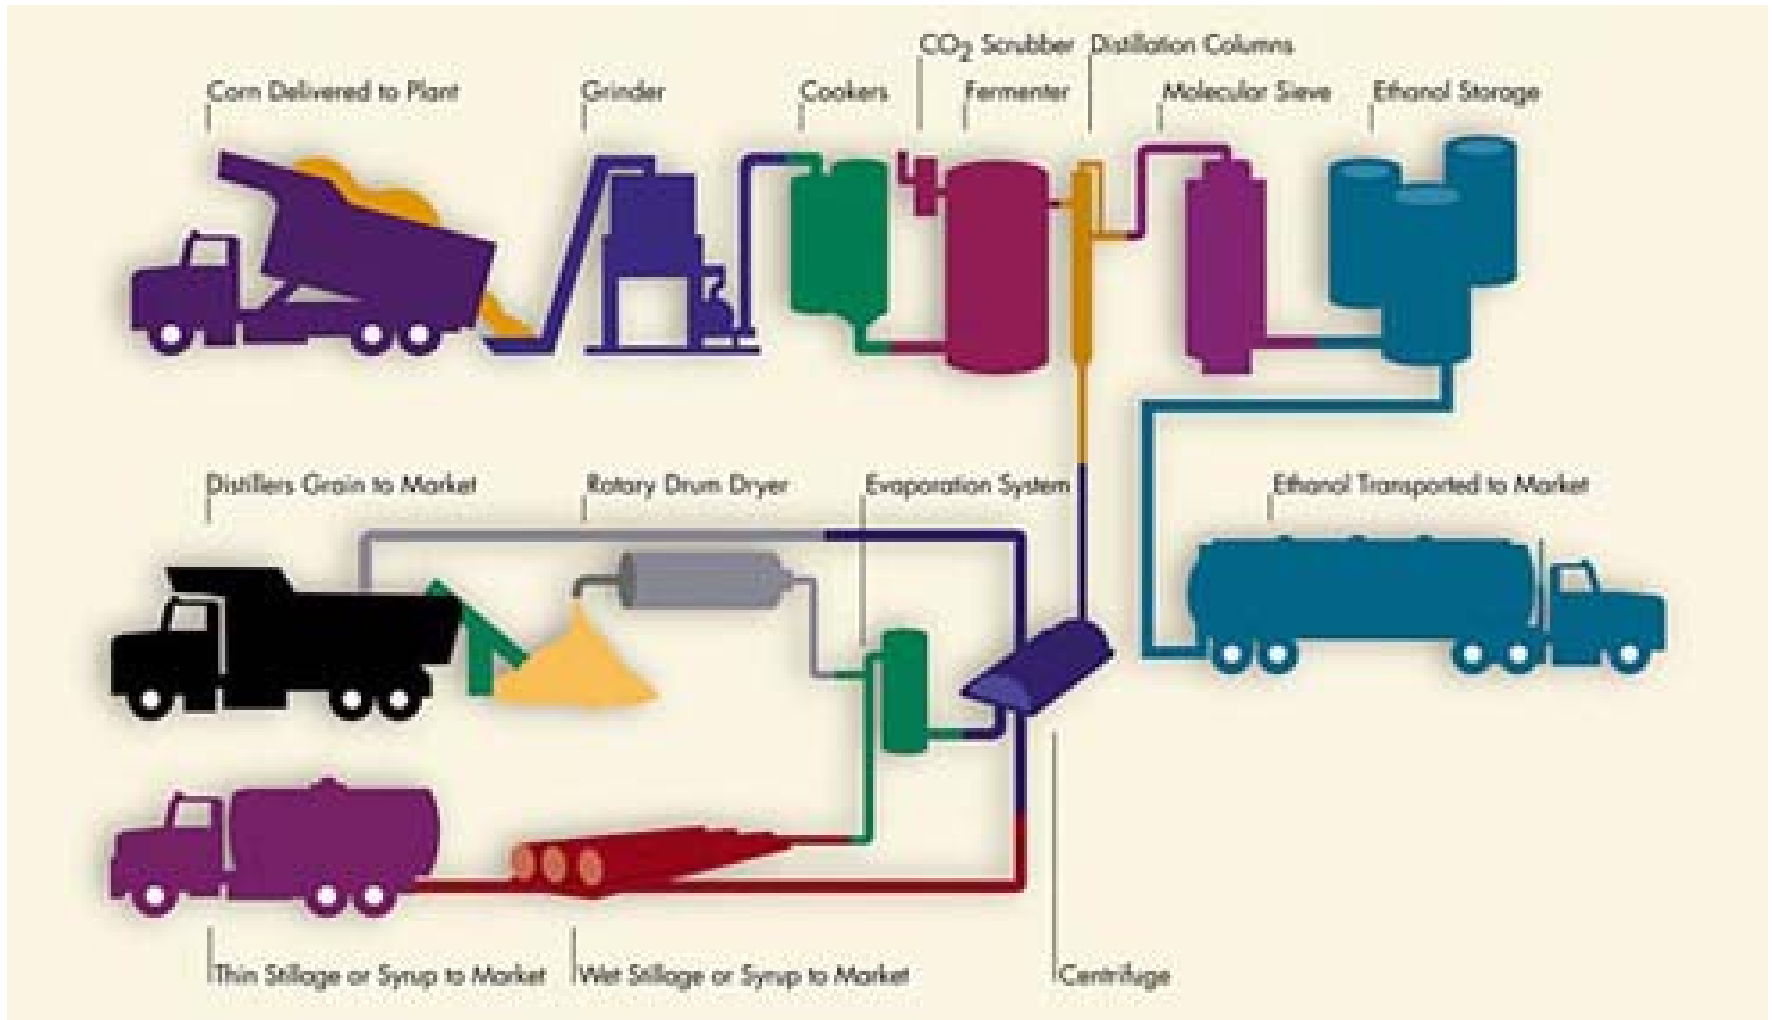 CO2 Scrubber
Distillation Columns
Corn Delivered to Plant
Grinder
Cookers
Fermenter
Molecular Sieve
Ethanol Storage
Distillers Grain to Market
Rotary Drum Dryer
Evaporation System
Ethanol Transported to Market
Thin Stillage or Syrup to Market
Wet Stillage or Syrup to Market
Centrifuge